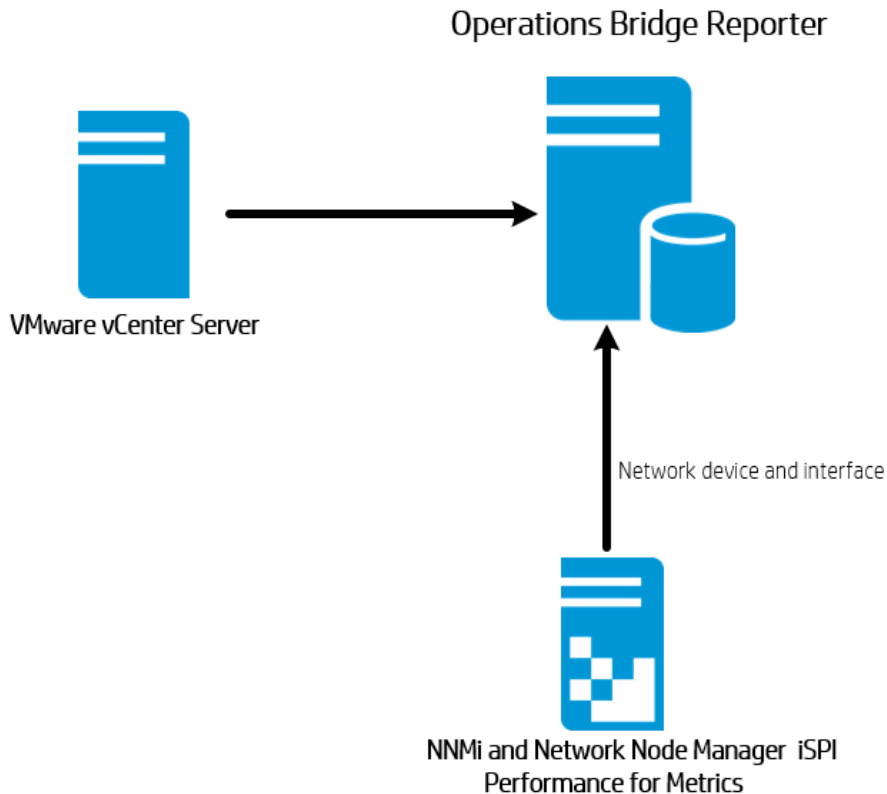 Operations Bridge Reporter
VMware vCenter Server
Network device and interface
NNMi and Network Node Manager iSPI
Performance for Metrics